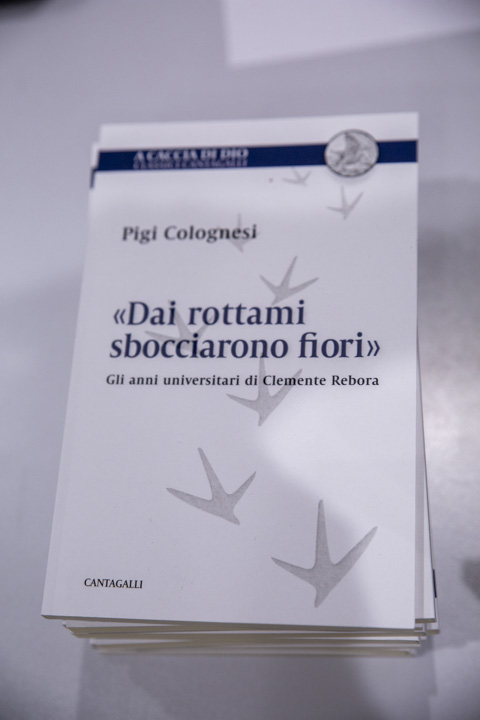 A CACCIA DI DIO
Pigi Colognesi
«Dai rottami
sbocciarono fiori»
Gli anni universitari di Clemente Rebora
CANTAGALLI